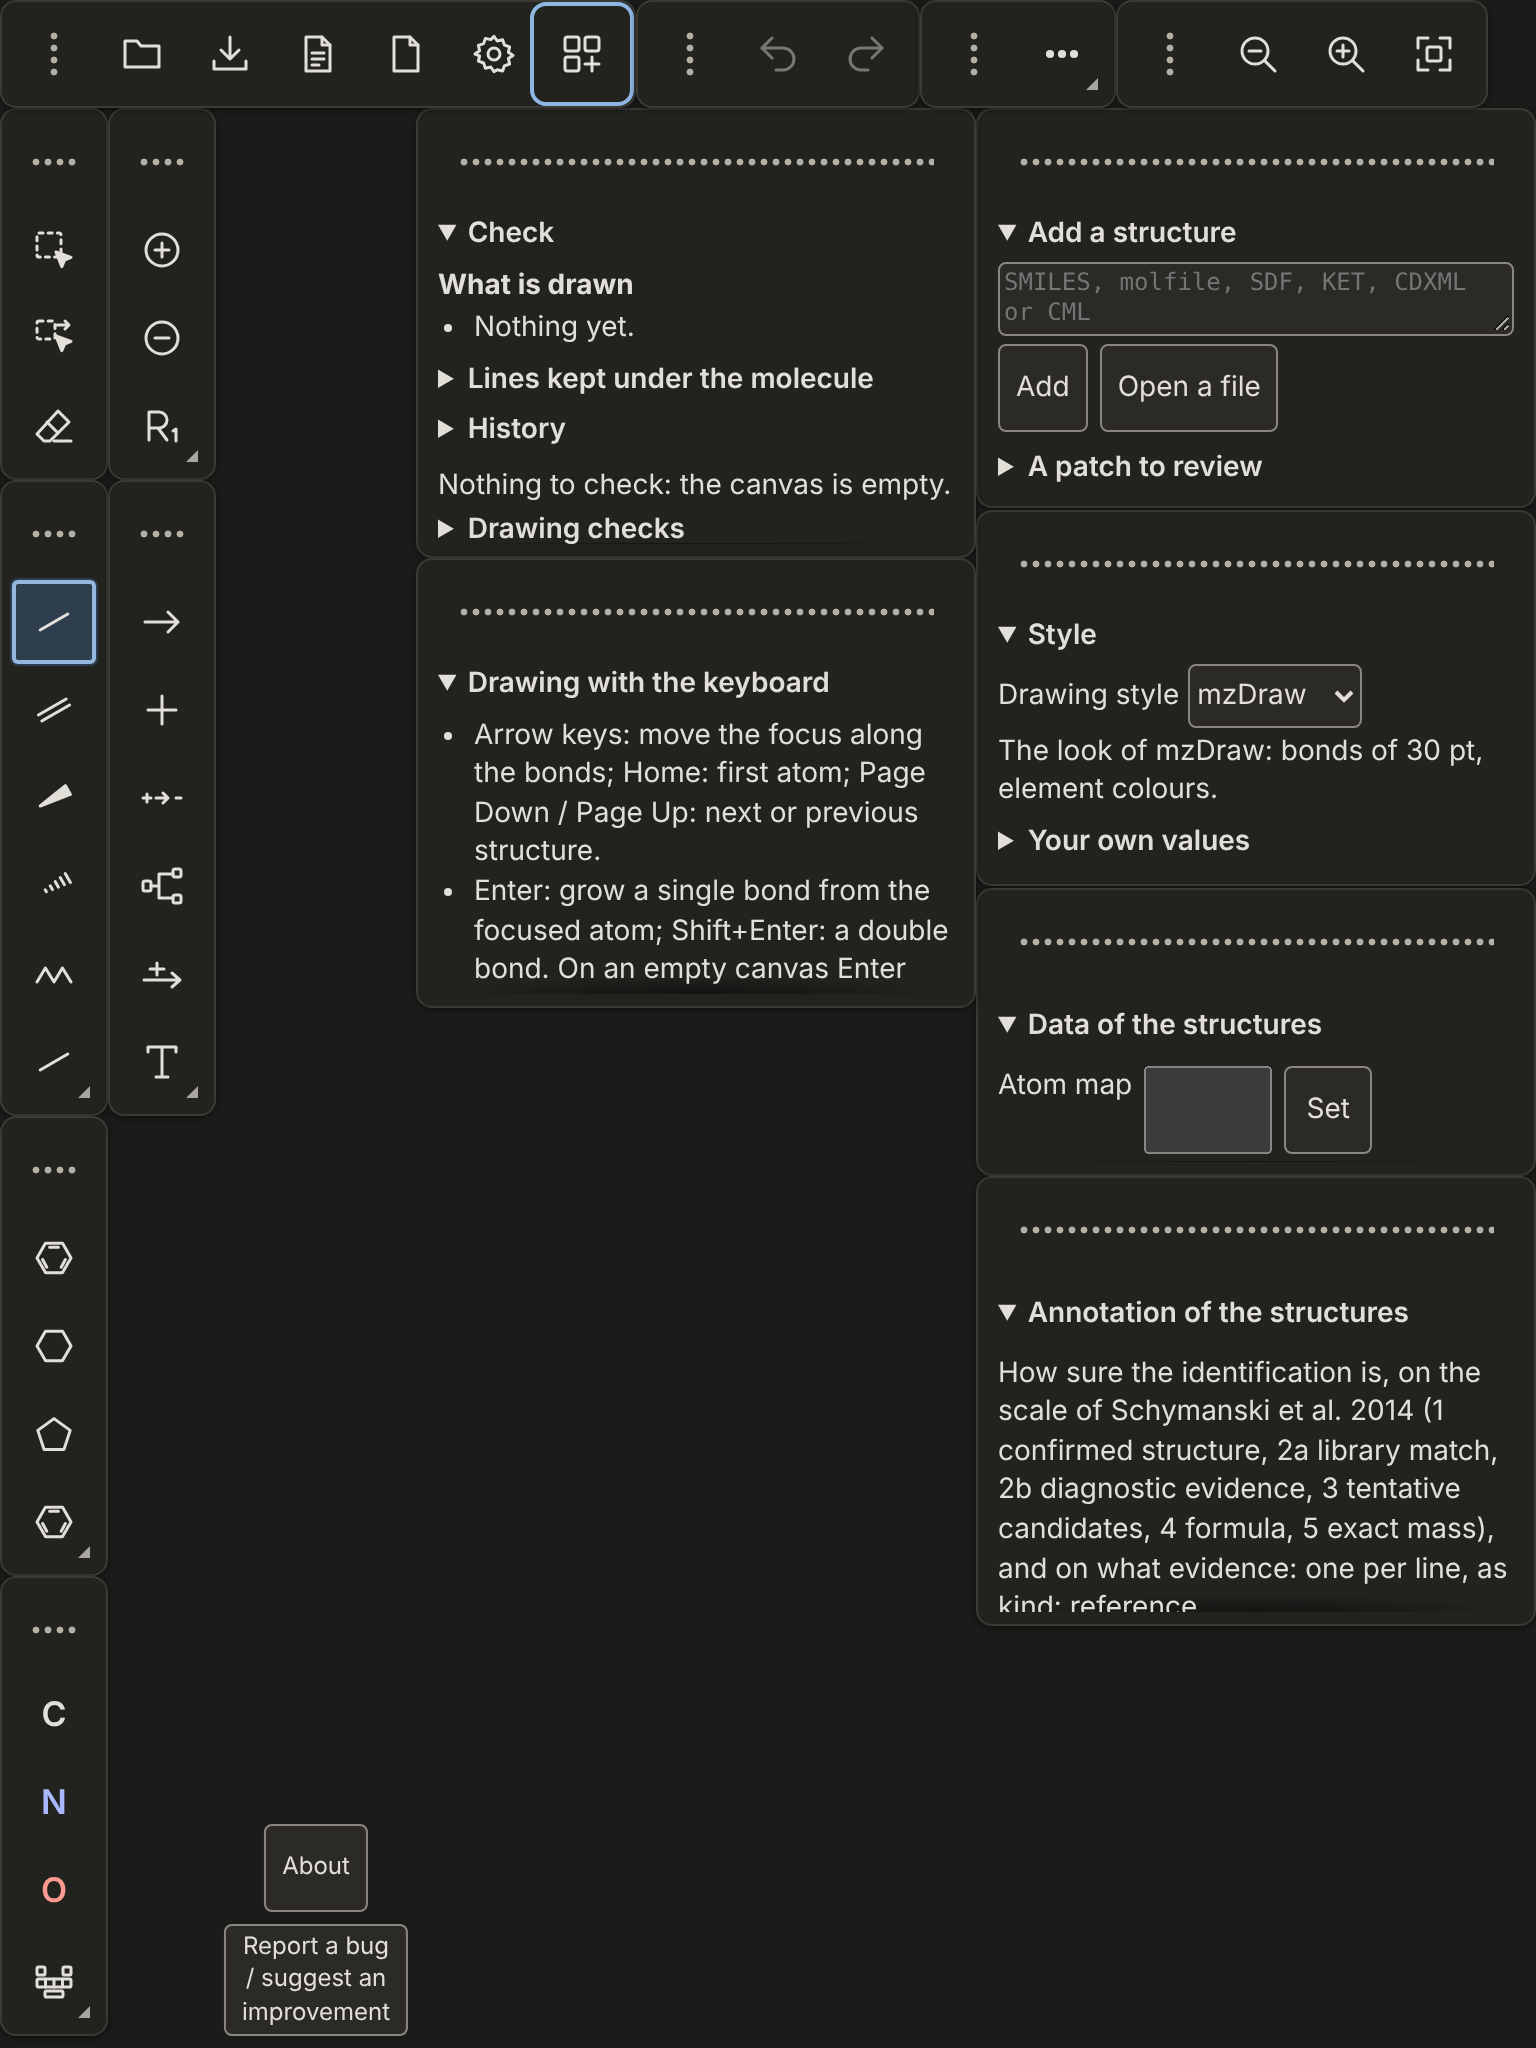 R1
C
N
O
T
Check
What is drawn
• Nothing yet.
Lines kept under the molecule
History
Nothing to check: the canvas is empty.
Drawing checks
Drawing with the keyboard
• Arrow keys: move the focus along
the bonds; Home: first atom; Page
Down / Page Up: next or previous
structure.
• Enter: grow a single bond from the
focused atom; Shift+Enter: a double
bond. On an empty canvas Enter
Add a structure
SMILES, molfile, SDF, KET, CDXML
or CML
Add
Open a file
A patch to review
Style
Drawing style mzDraw
The look of mzDraw: bonds of 30 pt,
element colours.
Your own values
Data of the structures
Atom map
Set
Annotation of the structures
How sure the identification is, on the
scale of Schymanski et al. 2014 (1
confirmed structure, 2a library match,
2b diagnostic evidence, 3 tentative
candidates, 4 formula, 5 exact mass),
and on what evidence: one per line, as
kind: reference
About
Report a bug
/ suggest an
improvement